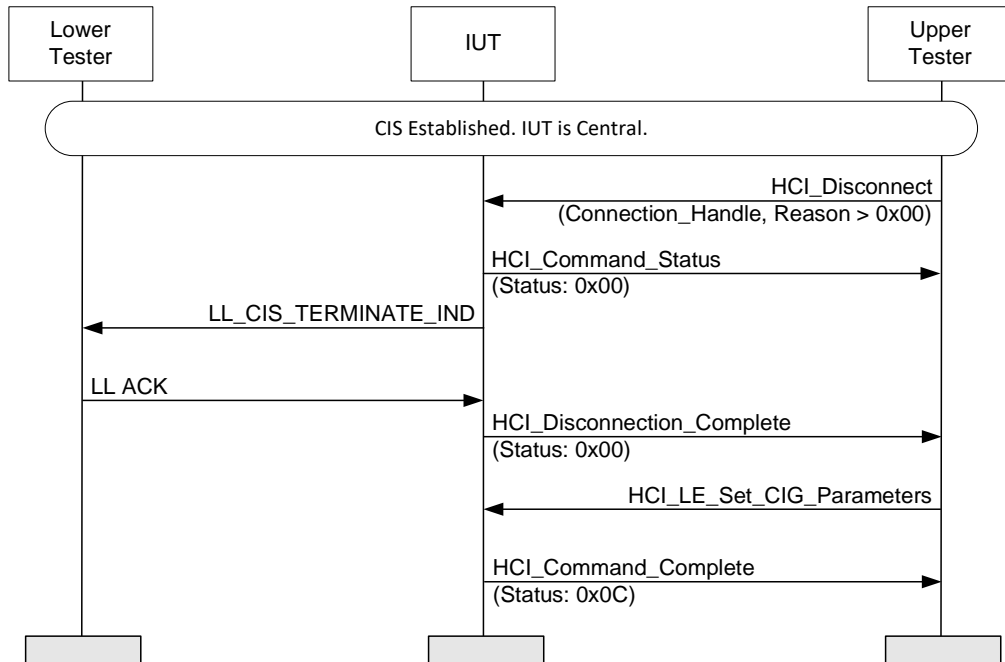 Lower
Tester
IUT
Upper
Tester
CIS Established. IUT is Central.
HCI_Disconnect
(Connection_Handle, Reason > 0x00)
HCI_Command_Status
(Status: 0x00)
LL_CIS_TERMINATE_IND
LL ACK
HCI_Disconnection_Complete
(Status: 0x00)
HCI_LE_Set_CIG_Parameters
HCI_Command_Complete
(Status: 0x0C)